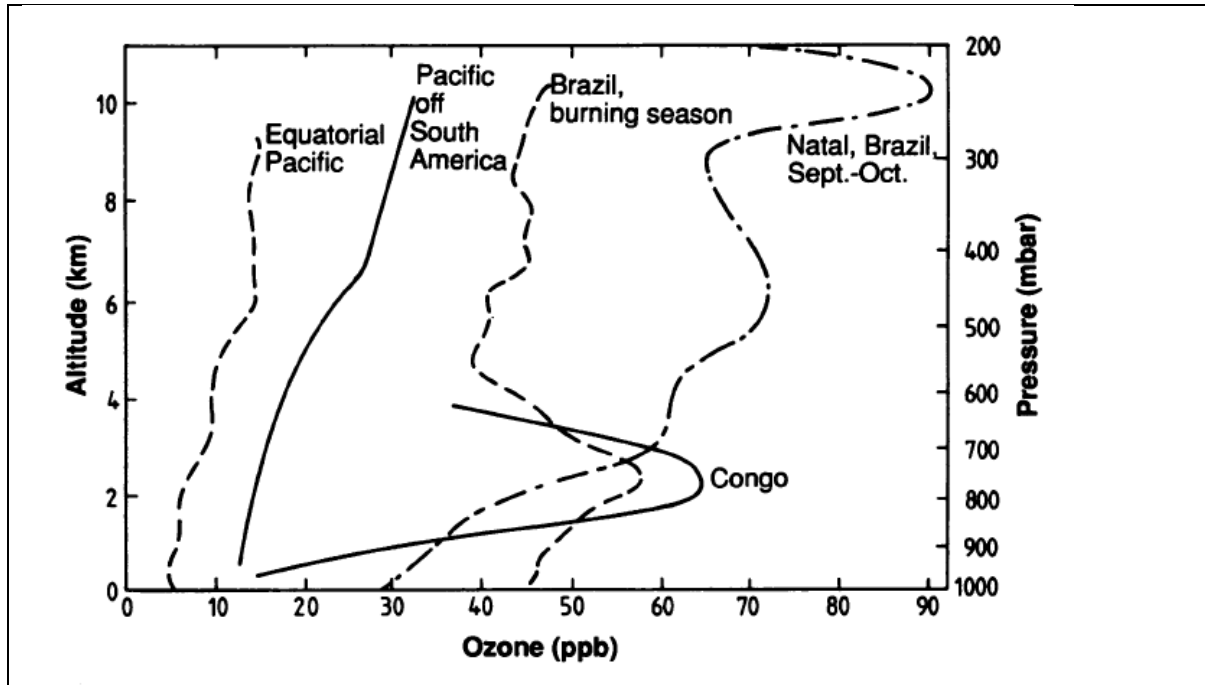 200
Pacific
off
South
America
Brazil,
burning season
10
Equatorial
Pacific
Natal, Brazil,
Sept.-Oct.
300
8
400
Altitude (km)
6
500
Pressure (mbar)
600
4
700
Congo
2
800
900
0
1000
0 10 20 30 40 50 60 70 80 90
Ozone (ppb)